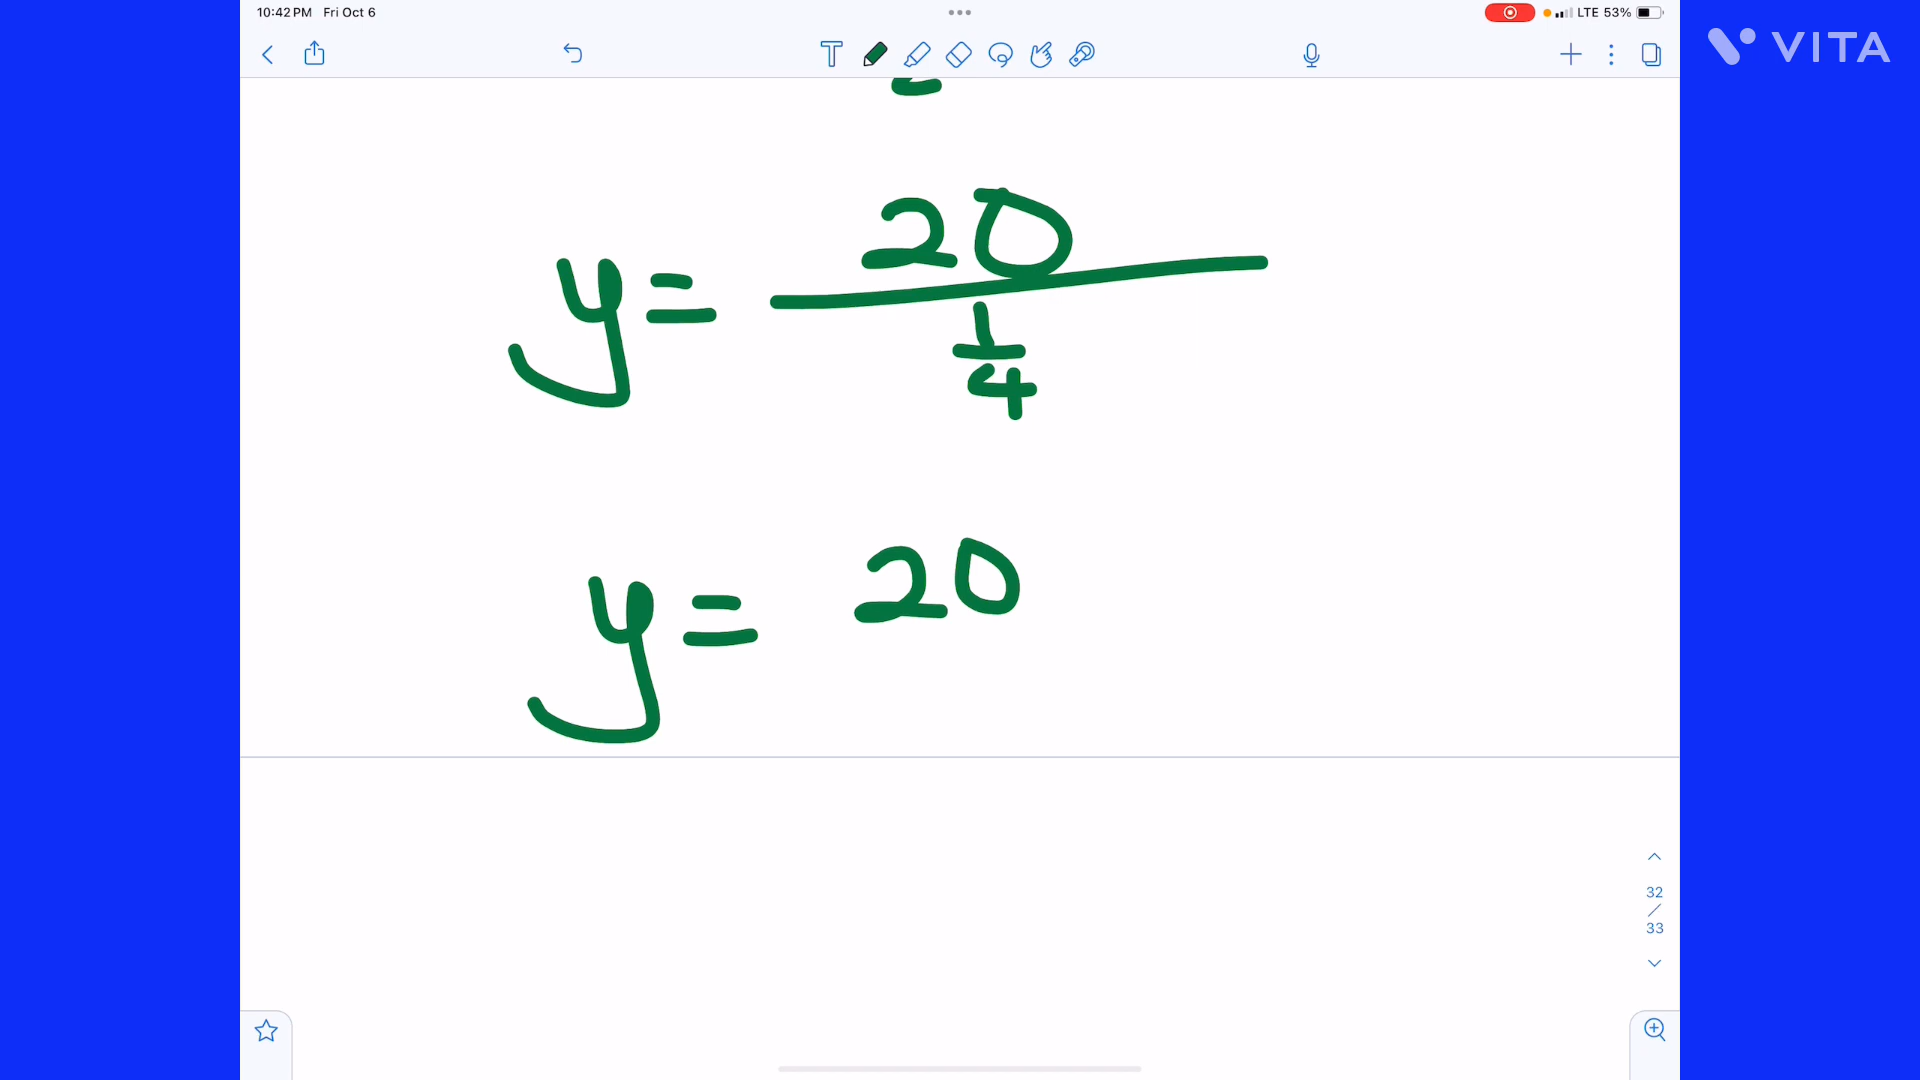 10:42 PM Fri Oct 6
LTE 53%
VITA
T
y = 20
1
4
y = 20
32
/
33